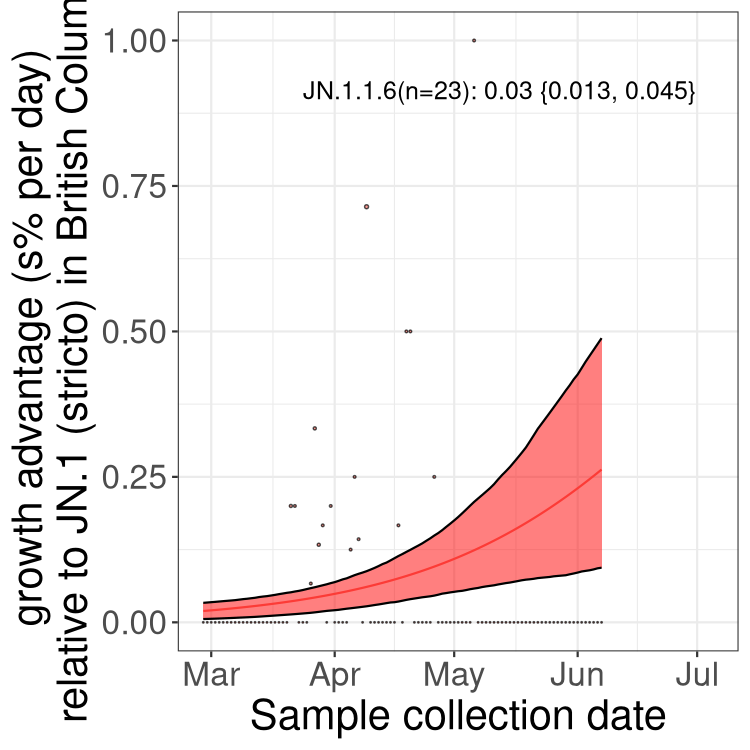 growth advantage (s% per day)
relative to JN.1 (stricto) in British Colum
1.00
0.75
0.50
0.25
0.00
JN.1.1.6(n=23): 0.03 {0.013, 0.045}
Mar Apr May Jun Jul
Sample collection date